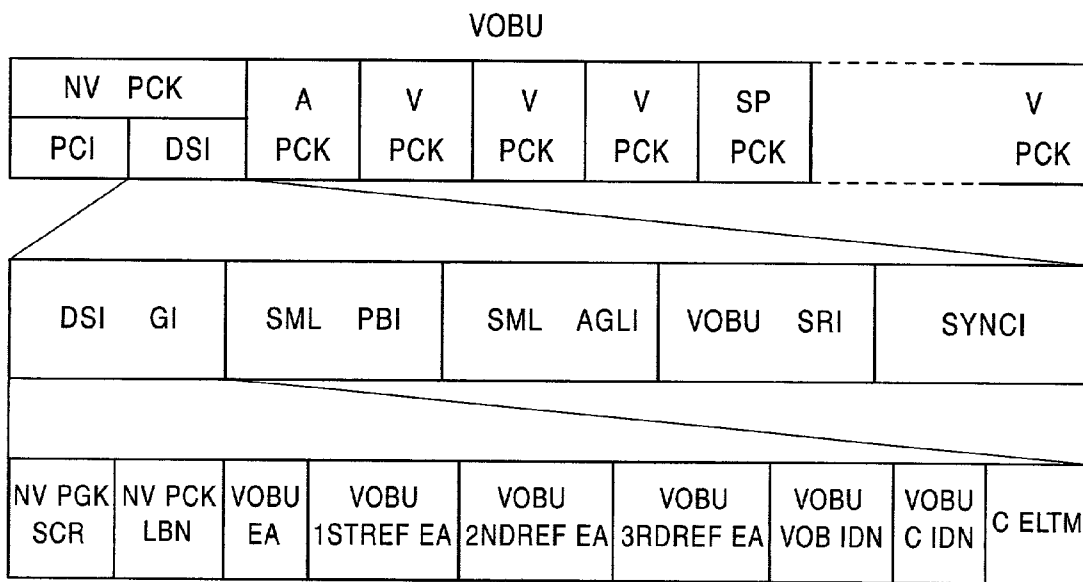 VOBU
NV PCK
PCI DSI
A PCK
V PCK
V PCK
V PCK
SP PCK
V PCK
DSI GI
SML PBI
SML AGLI
VOBU SRI
SYNCI
NV PGK SCR
NV PCK LBN
VOBU EA
VOBU 1STREF EA
VOBU 2NDREF EA
VOBU 3RDREF EA
VOBU VOB IDN
VOBU C IDN
C ELTM